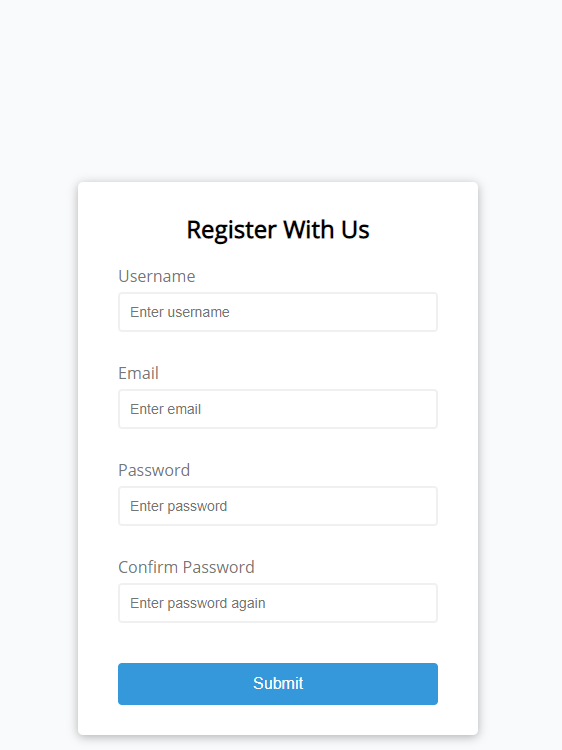 Register With Us
Username
Enter username
Email
Enter email
Password
Enter password
Confirm Password
Enter password again
Submit